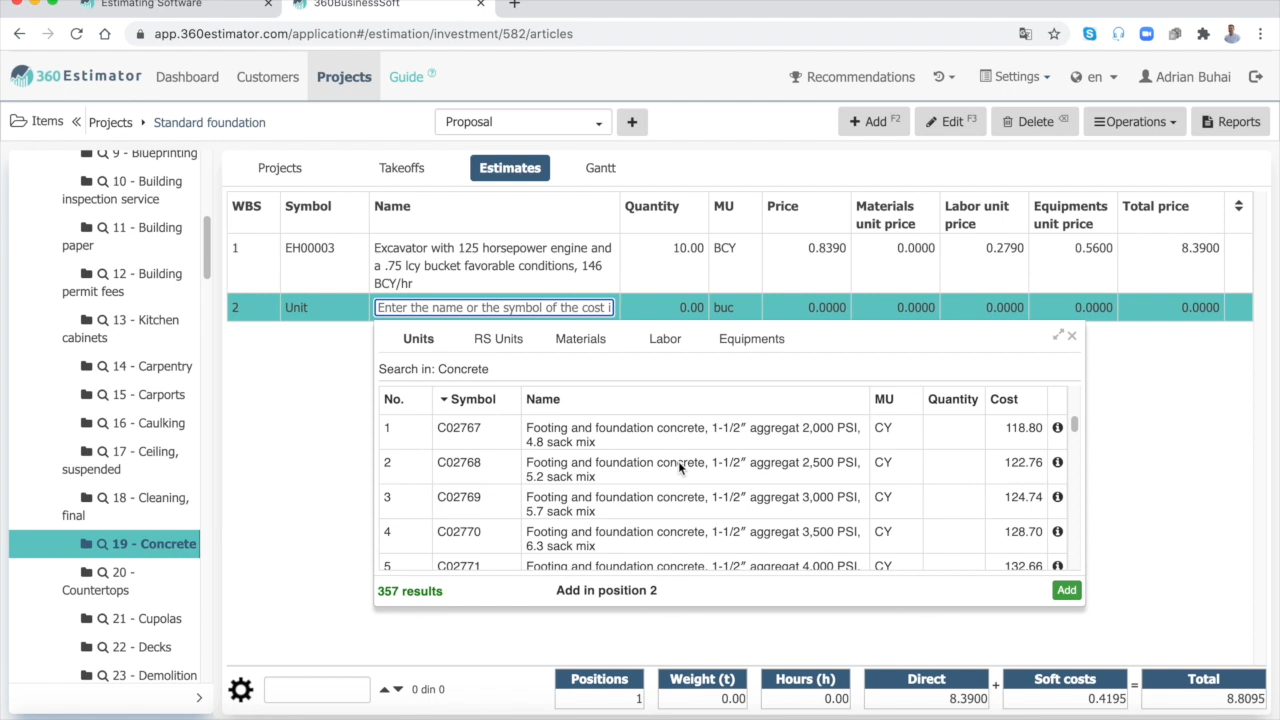 Estimating Software
360BusinessSoft
app.360estimator.com/application#/estimation/investment/582/articles
360Estimator
Dashboard
Customers
Projects
Guide ?
Recommendations
Settings
en
Adrian Buhai
Items
Projects
Standard foundation
Proposal
Add F2
Edit F3
Delete
Operations
Reports
9 - Blueprinting
10 - Building
inspection service
11 - Building
paper
12 - Building
permit fees
13 - Kitchen
cabinets
14 - Carpentry
15 - Carports
16 - Caulking
17 - Ceiling,
suspended
18 - Cleaning,
final
19 - Concrete
20 -
Countertops
21 - Cupolas
22 - Decks
23 - Demolition
Projects
Takeoffs
Estimates
Gantt
WBS Symbol Name Quantity MU Price Materials unit price Labor unit price Equipments unit price Total price
1 EH00003 Excavator with 125 horsepower engine and 10.00 BCY 0.8390 0.0000 0.2790 0.5600 8.3900
a .75 lcy bucket favorable conditions, 146
BCY/hr
2 Unit Enter the name or the symbol of the cost i 0.00 buc 0.0000 0.0000 0.0000 0.0000 0.0000
Units RS Units Materials Labor Equipments
Search in: Concrete
No. Symbol Name MU Quantity Cost
1 C02767 Footing and foundation concrete, 1-1/2″ aggregat 2,000 PSI, CY 118.80
4.8 sack mix
2 C02768 Footing and foundation concrete, 1-1/2″ aggregat 2,500 PSI, CY 122.76
5.2 sack mix
3 C02769 Footing and foundation concrete, 1-1/2″ aggregat 3,000 PSI, CY 124.74
5.7 sack mix
4 C02770 Footing and foundation concrete, 1-1/2″ aggregat 3,500 PSI, CY 128.70
6.3 sack mix
5 C02771 Footing and foundation concrete, 1-1/2″ aggregat 4,000 PSI, CY 132.66
357 results
Add in position 2
Add
0 din 0
Positions Weight (t) Hours (h) Direct Soft costs Total
1 0.00 0.00 8.3900 + 0.4195 = 8.8095